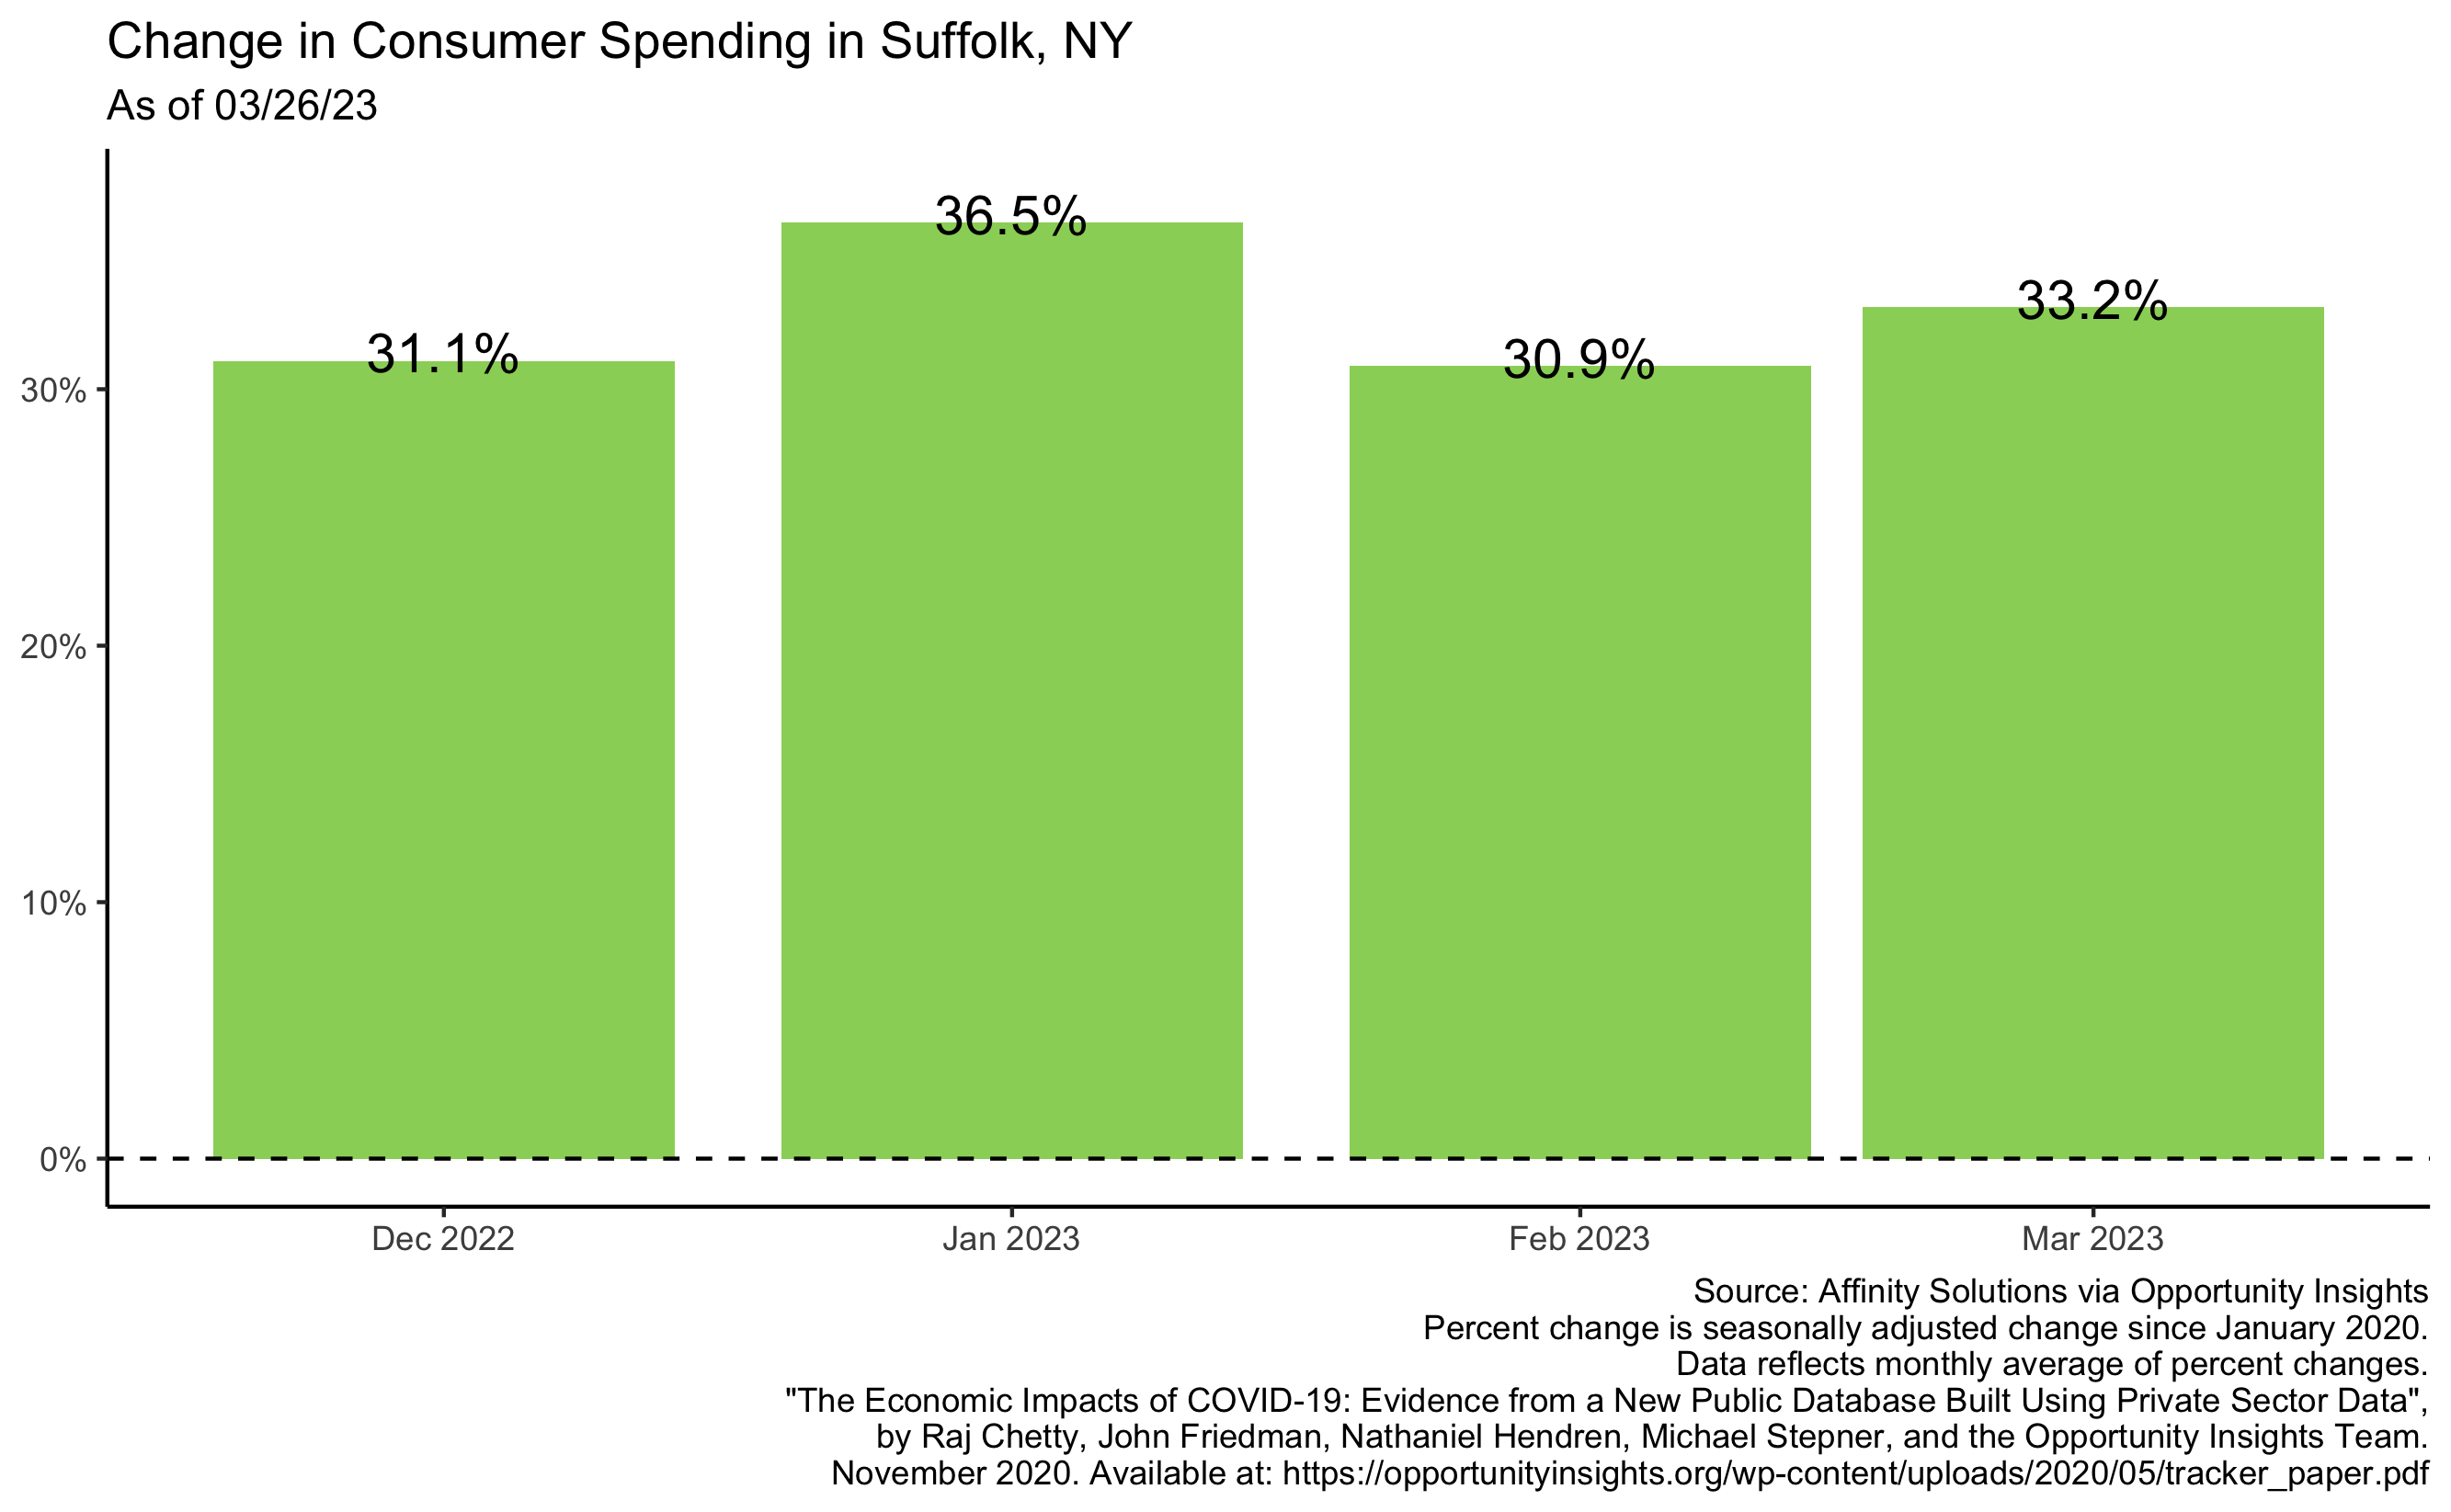 Change in Consumer Spending in Suffolk, NY
As of 03/26/23
36.5%
33.2%
31.1%
30.9%
30%
20%
10%
0%
Dec 2022 Jan 2023 Feb 2023 Mar 2023
Source: Affinity Solutions via Opportunity Insights
Percent change is seasonally adjusted change since January 2020.
Data reflects monthly average of percent changes.
"The Economic Impacts of COVID-19: Evidence from a New Public Database Built Using Private Sector Data",
by Raj Chetty, John Friedman, Nathaniel Hendren, Michael Stepner, and the Opportunity Insights Team.
November 2020. Available at: https://opportunityinsights.org/wp-content/uploads/2020/05/tracker_paper.pdf